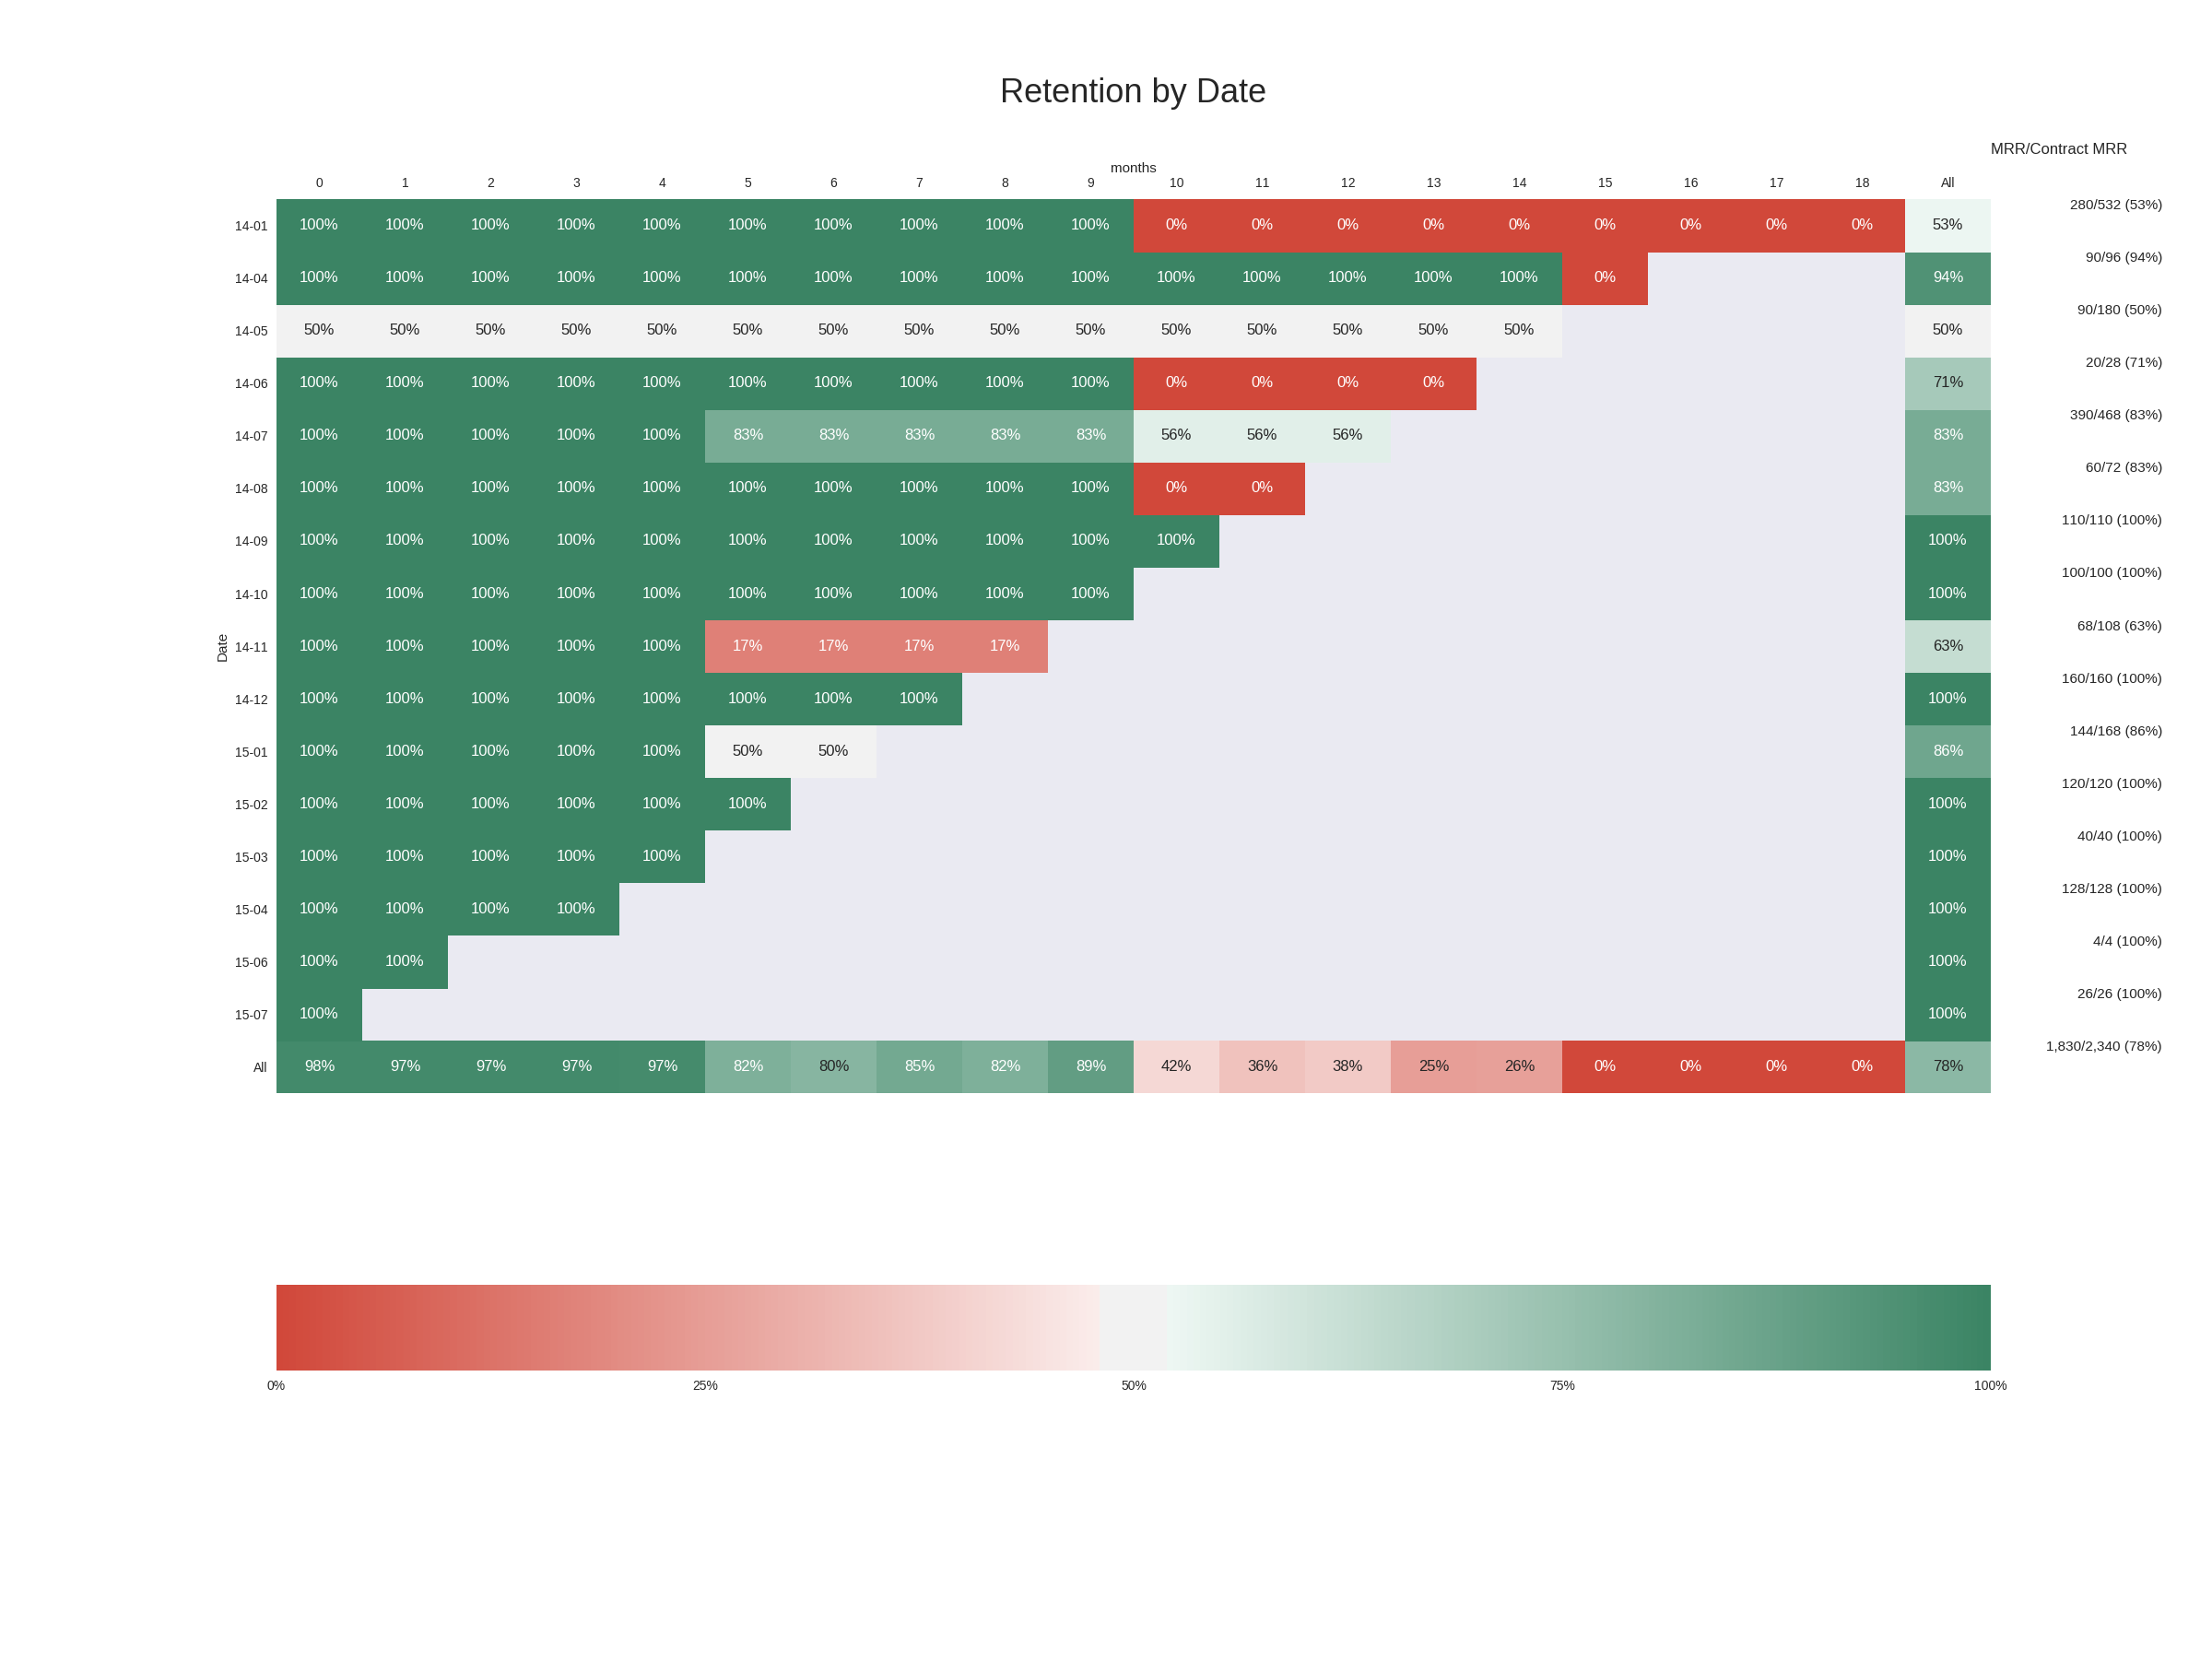 Retention by Date
MRR/Contract MRR
months
0 1 2 3 4 5 6 7 8 9 10 11 12 13 14 15 16 17 18 All
14-01 100% 100% 100% 100% 100% 100% 100% 100% 100% 100% 0% 0% 0% 0% 0% 0% 0% 0% 0% 53% 280/532 (53%)
14-04 100% 100% 100% 100% 100% 100% 100% 100% 100% 100% 100% 100% 100% 100% 100% 0% 94% 90/96 (94%)
14-05 50% 50% 50% 50% 50% 50% 50% 50% 50% 50% 50% 50% 50% 50% 50% 50% 90/180 (50%)
14-06 100% 100% 100% 100% 100% 100% 100% 100% 100% 100% 0% 0% 0% 0% 71% 20/28 (71%)
14-07 100% 100% 100% 100% 100% 83% 83% 83% 83% 83% 56% 56% 56% 83% 390/468 (83%)
14-08 100% 100% 100% 100% 100% 100% 100% 100% 100% 100% 0% 0% 83% 60/72 (83%)
14-09 100% 100% 100% 100% 100% 100% 100% 100% 100% 100% 100% 100% 110/110 (100%)
14-10 100% 100% 100% 100% 100% 100% 100% 100% 100% 100% 100% 100/100 (100%)
Date
14-11 100% 100% 100% 100% 100% 17% 17% 17% 17% 63% 68/108 (63%)
14-12 100% 100% 100% 100% 100% 100% 100% 100% 100% 160/160 (100%)
15-01 100% 100% 100% 100% 100% 50% 50% 86% 144/168 (86%)
15-02 100% 100% 100% 100% 100% 100% 100% 120/120 (100%)
15-03 100% 100% 100% 100% 100% 100% 40/40 (100%)
15-04 100% 100% 100% 100% 100% 128/128 (100%)
15-06 100% 100% 100% 4/4 (100%)
15-07 100% 100% 26/26 (100%)
All 98% 97% 97% 97% 97% 82% 80% 85% 82% 89% 42% 36% 38% 25% 26% 0% 0% 0% 0% 78% 1,830/2,340 (78%)
0% 25% 50% 75% 100%